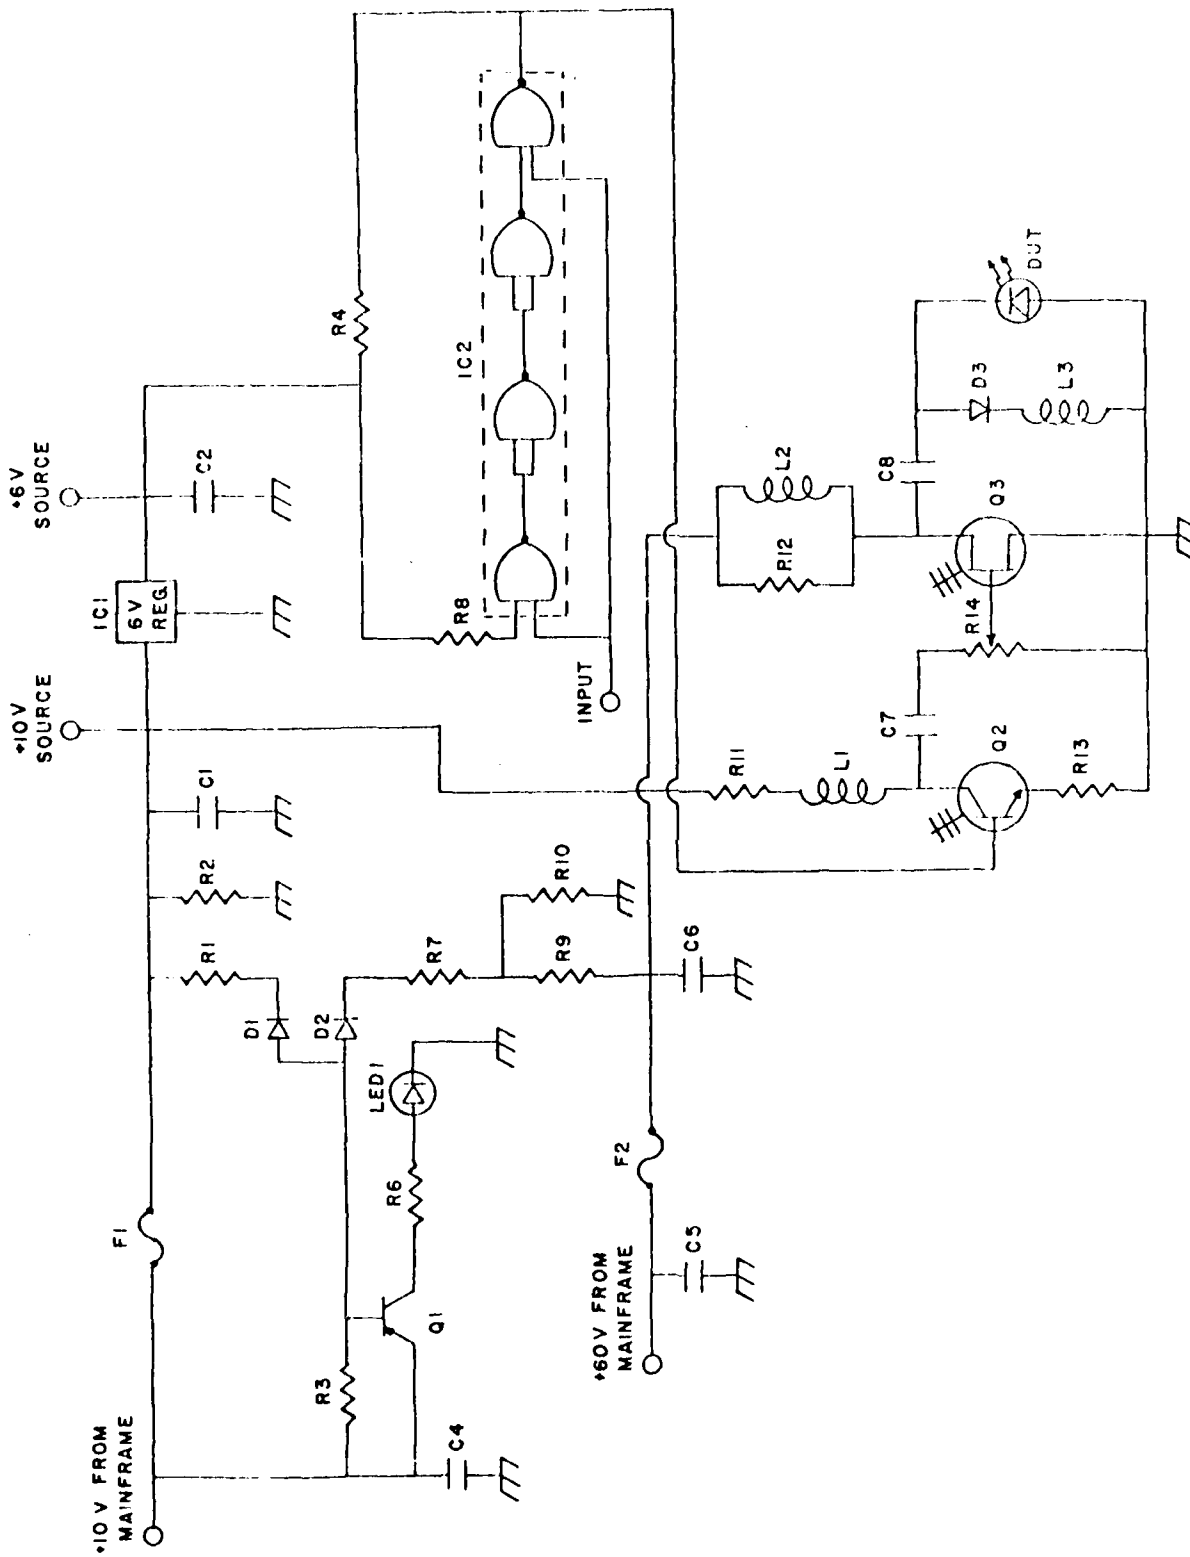 +10V FROM
MAINFRAME
F1
R1
R2
C1
+10V
SOURCE
IC1
6V
REG
+6V
SOURCE
C2
R4
R3
Q1
C4
R6
LED1
D1
D2
R7
R9
R10
C6
+60V FROM
MAINFRAME
C5
F2
INPUT
R8
IC2
R11
L1
C7
Q2
R13
R14
R12
L2
Q3
C8
D3
L3
DUT